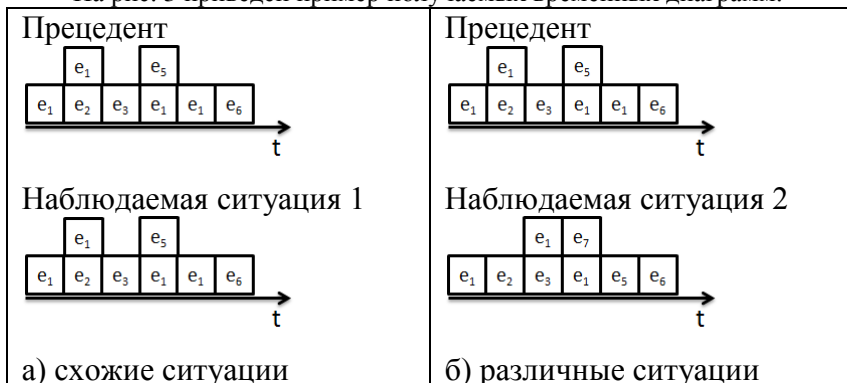 На рис. приведен пример получаемых временных диаграмм.
Прецедент
e₁ e₅
e₁ e₂ e₃ e₁ e₁ e₆
t
Наблюдаемая ситуация 1
e₁ e₅
e₁ e₂ e₃ e₁ e₁ e₆
t
а) схожие ситуации
Прецедент
e₁ e₅
e₁ e₂ e₃ e₁ e₁ e₆
t
Наблюдаемая ситуация 2
e₁ e₇
e₁ e₂ e₃ e₁ e₅ e₆
t
б) различные ситуации